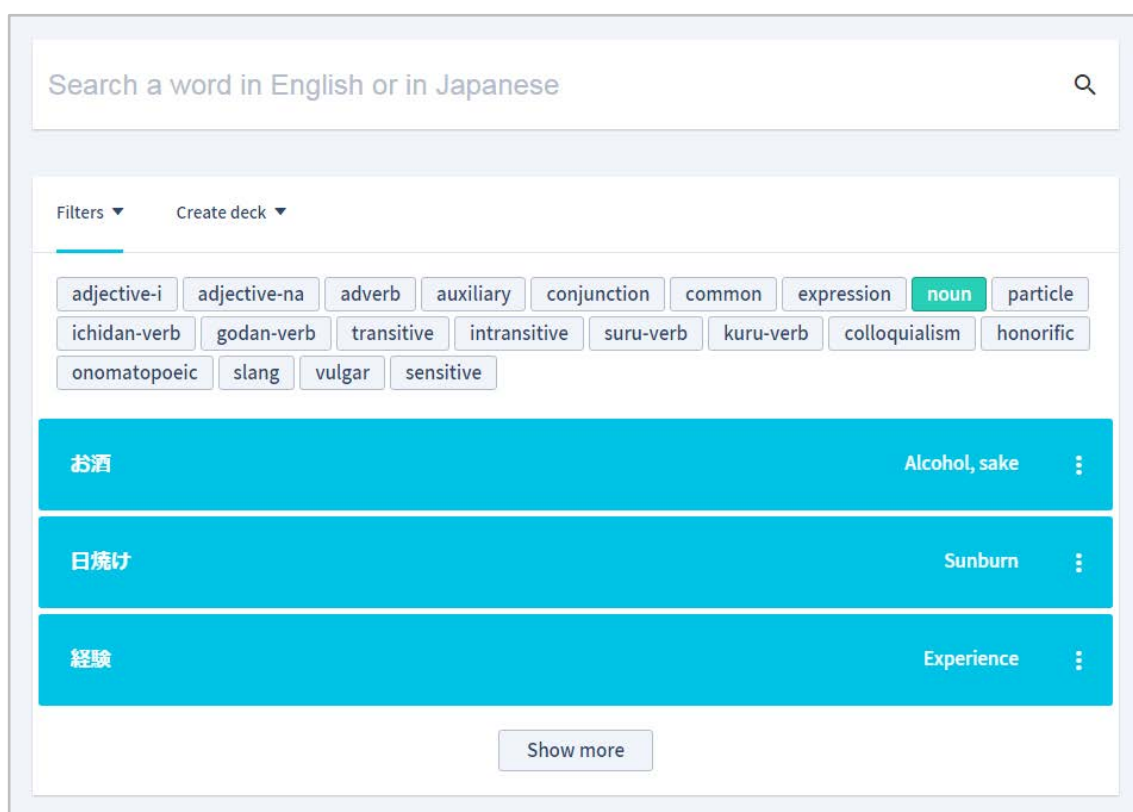 Search a word in English or in Japanese
Filters Create deck
adjective-i adjective-na adverb auxiliary conjunction common expression noun particle
ichidan-verb godan-verb transitive intransitive suru-verb kuru-verb colloquialism honorific
onomatopoeic slang vulgar sensitive
お酒 Alcohol, sake
日焼け Sunburn
経験 Experience
Show more